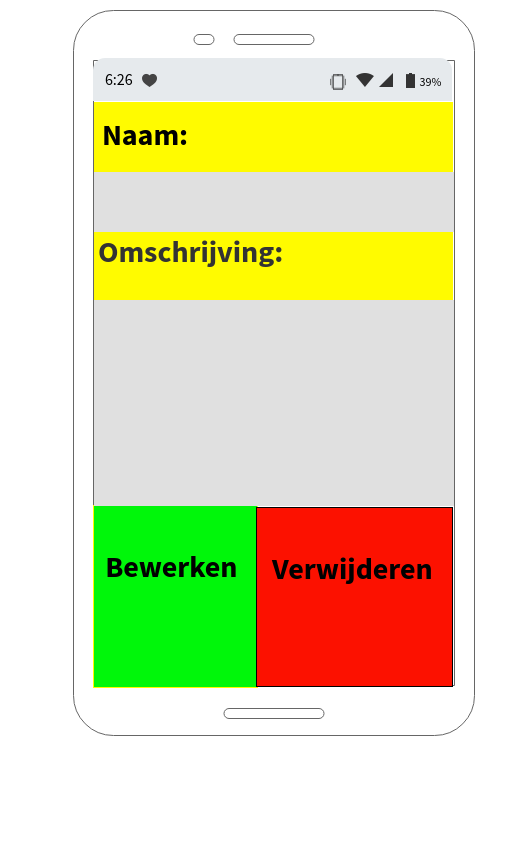 6:26 39%
Naam:
Omschrijving:
Bewerken Verwijderen